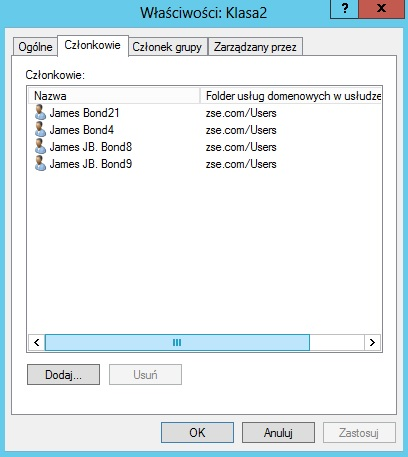 Właściwości: Klasa2
? x
Ogólne Członkowie Członek grupy Zarządzany przez
Członkowie:
Nazwa Folder usług domenowych w usłudze
James Bond21 zse.com/Users
James Bond4 zse.com/Users
James JB. Bond8 zse.com/Users
James JB. Bond9 zse.com/Users
Dodaj... Usuń
OK Anuluj Zastosuj